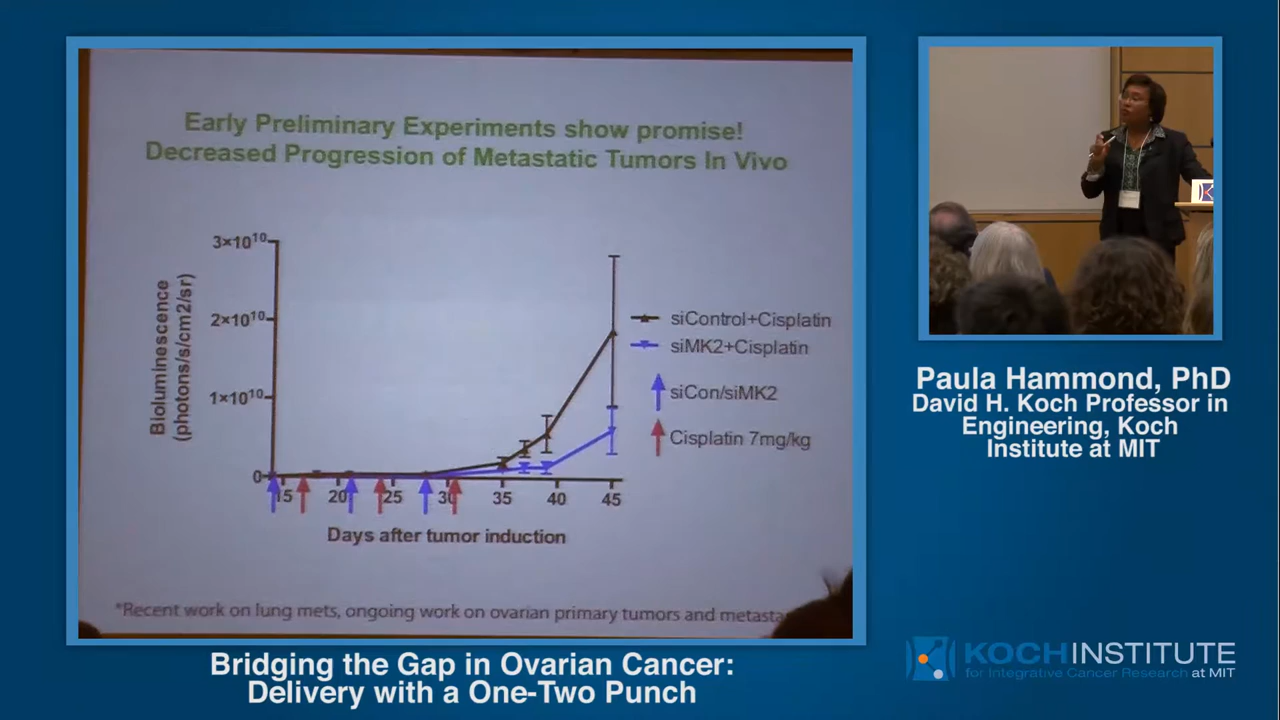 Early Preliminary Experiments show promise!
Decreased Progression of Metastatic Tumors In Vivo
3×10¹⁰
2×10¹⁰
1×10¹⁰
0
Bioluminescence
(photons/s/cm2/sr)
15 20 25 30 35 40 45
Days after tumor induction
siControl+Cisplatin
siMK2+Cisplatin
siCon/siMK2
Cisplatin 7mg/kg
*Recent work on lung mets, ongoing work on ovarian primary tumors and
Paula Hammond, PhD
David H. Koch Professor in
Engineering, Koch
Institute at MIT
Bridging the Gap in Ovarian Cancer:
Delivery with a One-Two Punch
KOCH INSTITUTE
for Integrative Cancer Research at MIT